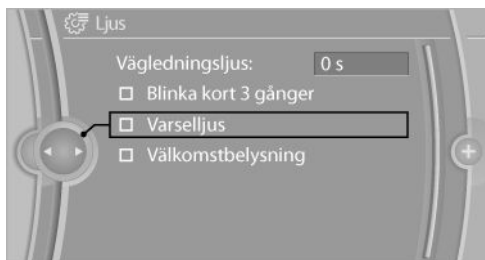 Ljus
Vägledningsljus: 0 s
Blinka kort 3 gånger
Varselljus
Välkomstbelysning